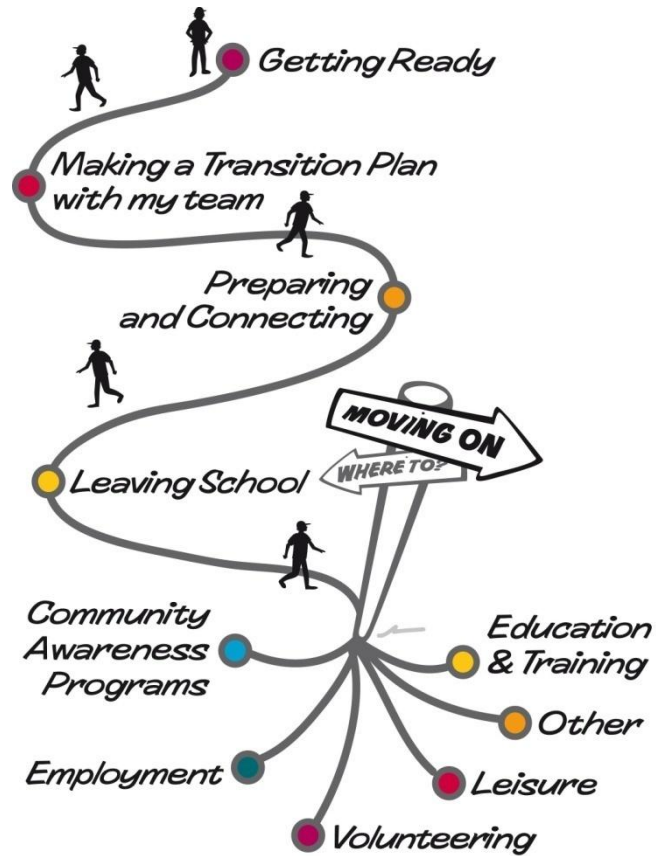 Getting Ready
Making a Transition Plan
with my team
Preparing
and Connecting
MOVING ON
WHERE TO?
Leaving School
Community
Awareness
Programs
Education
& Training
Other
Employment
Leisure
Volunteering